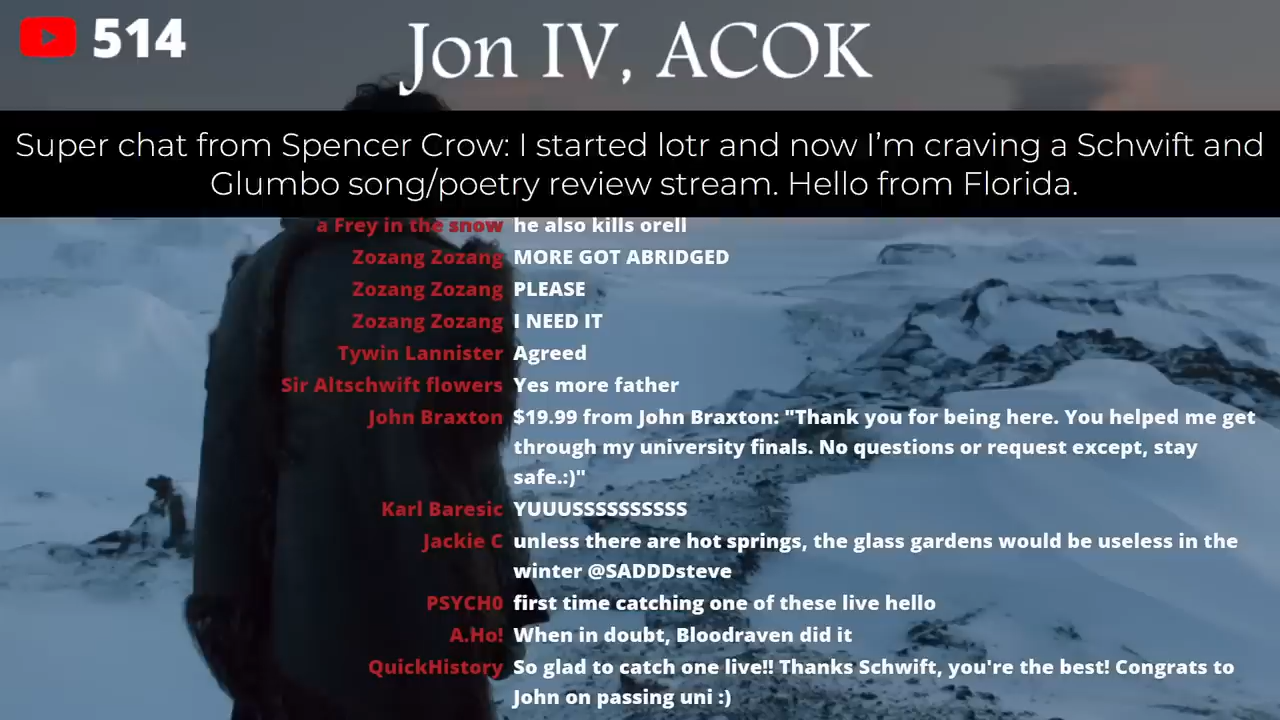 514
Jon IV, ACOK
Super chat from Spencer Crow: I started lotr and now I’m craving a Schwift and
Glumbo song/poetry review stream. Hello from Florida.
a Frey in the snow he also kills orell
Zozang Zozang MORE GOT ABRIDGED
Zozang Zozang PLEASE
Zozang Zozang I NEED IT
Tywin Lannister Agreed
Sir Altschwift flowers Yes more father
John Braxton $19.99 from John Braxton: "Thank you for being here. You helped me get
through my university finals. No questions or request except, stay
safe.:)"
Karl Baresic YUUUSSSSSSSSSS
Jackie C unless there are hot springs, the glass gardens would be useless in the
winter @SADDDsteve
PSYCH0 first time catching one of these live hello
A.Ho! When in doubt, Bloodraven did it
QuickHistory So glad to catch one live!! Thanks Schwift, you're the best! Congrats to
John on passing uni :)